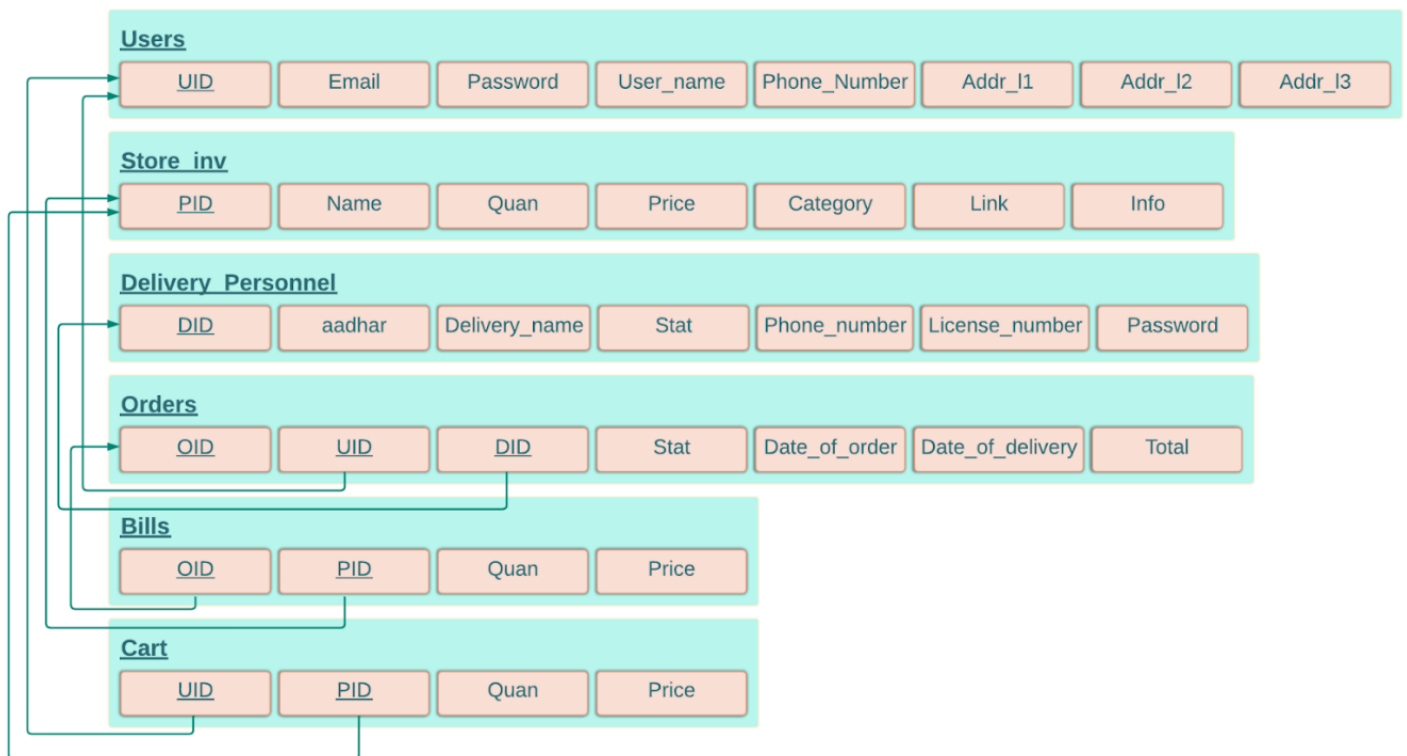 Users
UID Email Password User_name Phone_Number Addr_l1 Addr_l2 Addr_l3
Store_inv
PID Name Quan Price Category Link Info
Delivery_Personnel
DID aadhar Delivery_name Stat Phone_number License_number Password
Orders
OID UID DID Stat Date_of_order Date_of_delivery Total
Bills
OID PID Quan Price
Cart
UID PID Quan Price